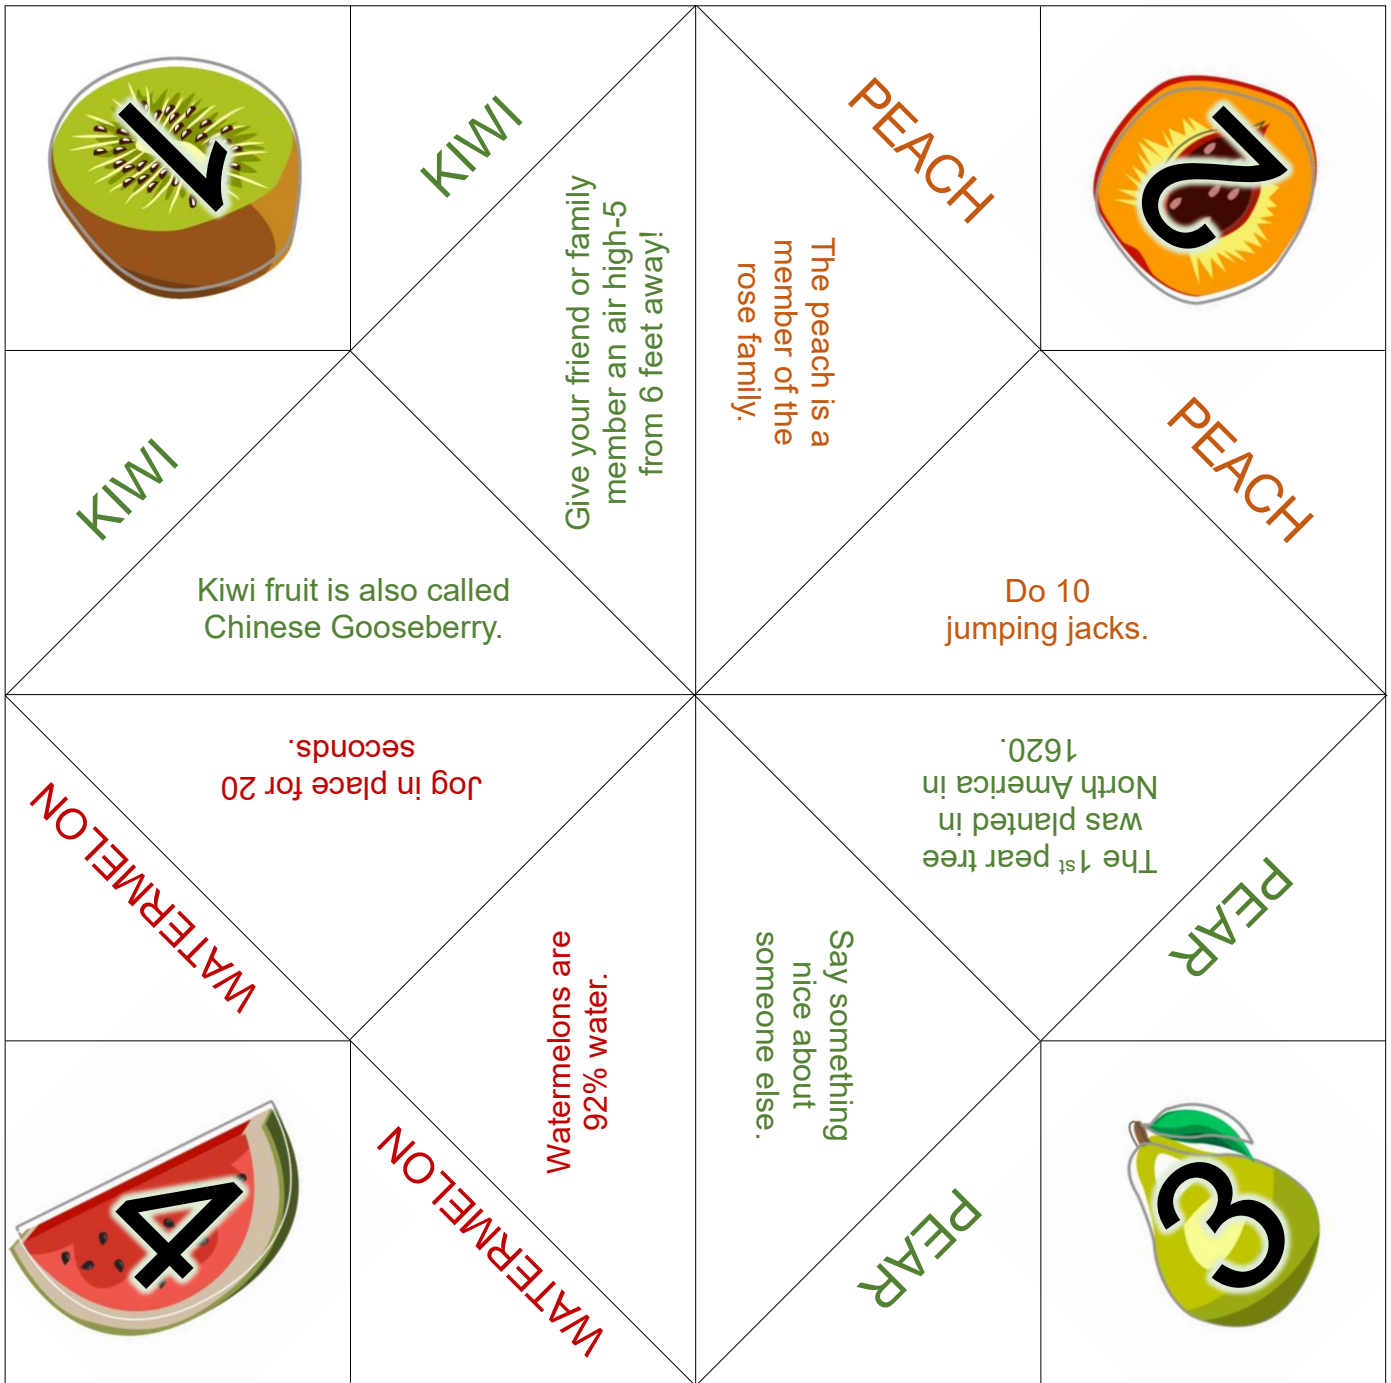 1
KIWI
KIWI
Give your friend or family
member an air high-5
from 6 feet away!
Kiwi fruit is also called
Chinese Gooseberry.
2
PEACH
PEACH
The peach is a
member of the
rose family.
Do 10
jumping jacks.
3
PEAR
PEAR
The 1st pear tree
was planted in
North America in
1620.
Say something
nice about
someone else.
4
WATERMELON
WATERMELON
Jog in place for 20
seconds.
Watermelons are
92% water.